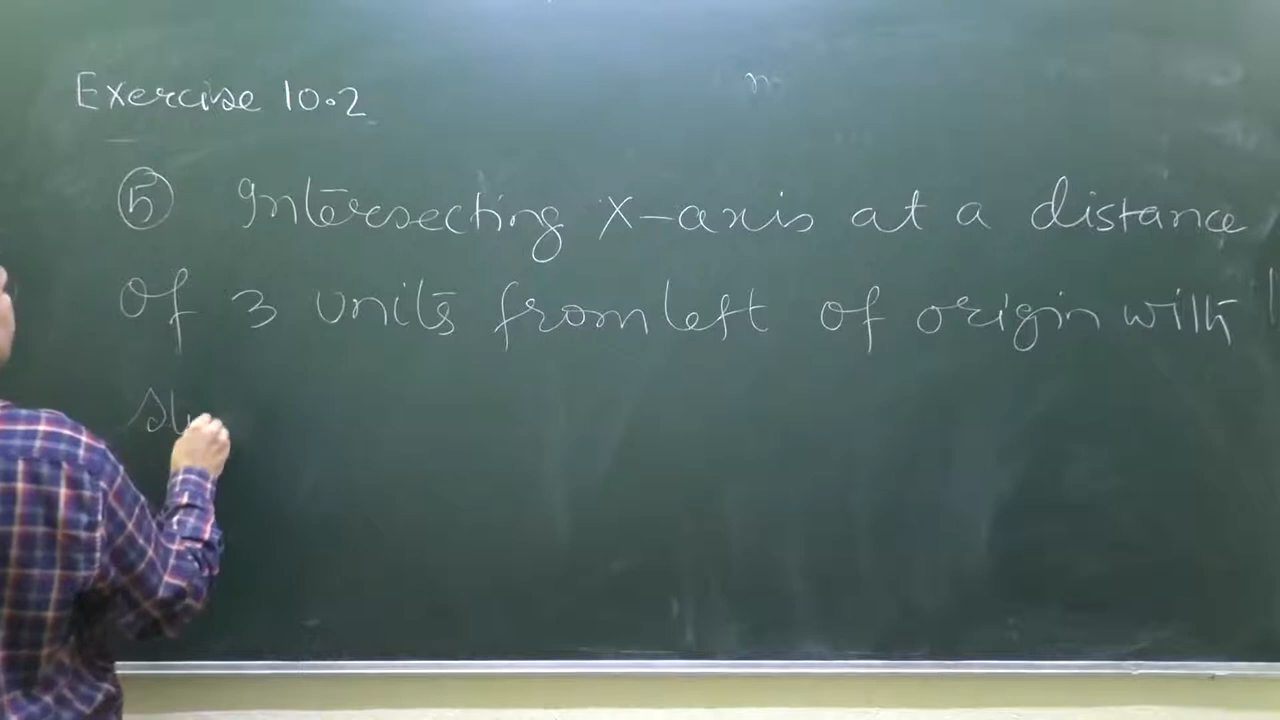 Exercise 10.2
⑤ Intersecting X-axis at a distance
of 3 units from left of origin with